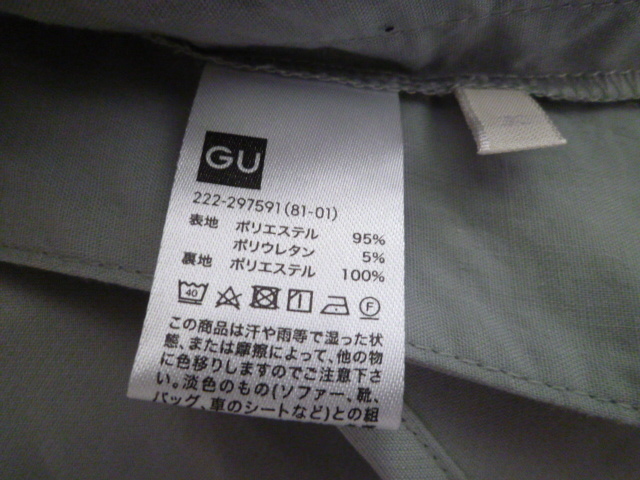 GU
222-297591(81-01)
表地 ポリエステル 95%
ポリウレタン 5%
裏地 ポリエステル 100%
40
F
この商品は汗や雨等で湿った状
態、または摩擦によって、他の物
に色移りしますのでご注意下さ
い。淡色のもの(ソファー、靴、
バッグ、車のシートなど)との組